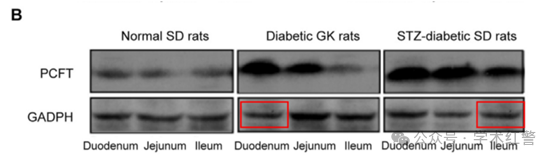 B
Normal SD rats Diabetic GK rats STZ-diabetic SD rats
PCFT
GADPH
Duodenum Jejunum Ileum Duodenum Jejunum Ileum Duodenum Jejunum Ileum
公众号 · 学术红警